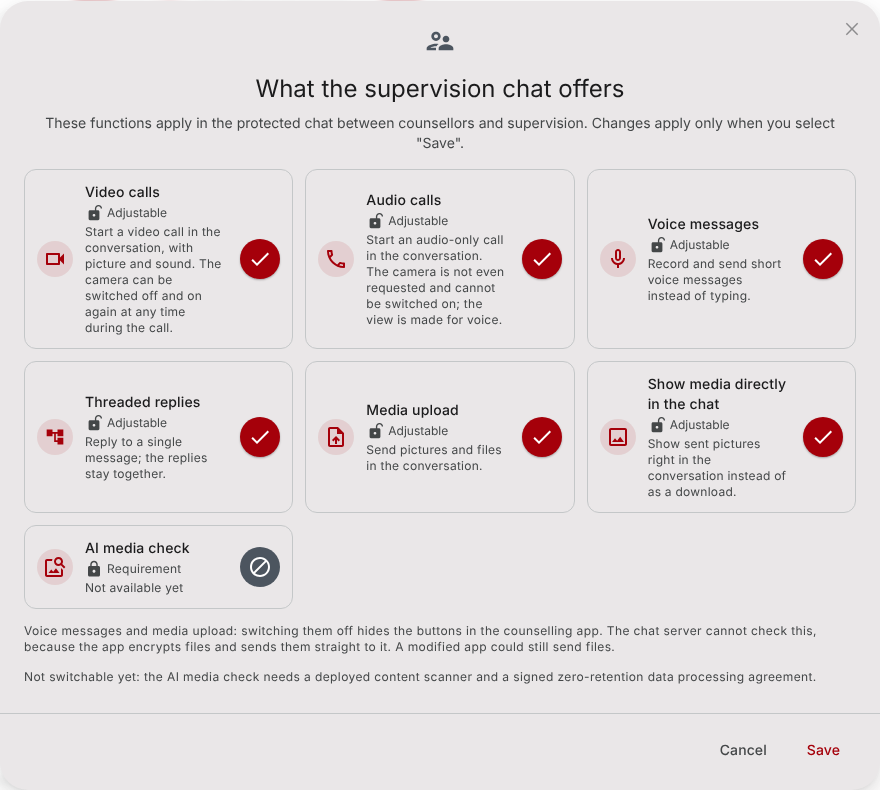 What the supervision chat offers
These functions apply in the protected chat between counsellors and supervision. Changes apply only when you select
"Save".
Video calls
Adjustable
Start a video call in the
conversation, with
picture and sound. The
camera can be
switched off and on
again at any time
during the call.
Audio calls
Adjustable
Start an audio-only call
in the conversation.
The camera is not even
requested and cannot
be switched on; the
view is made for voice.
Voice messages
Adjustable
Record and send short
voice messages
instead of typing.
Threaded replies
Adjustable
Reply to a single
message; the replies
stay together.
Media upload
Adjustable
Send pictures and files
in the conversation.
Show media directly
in the chat
Adjustable
Show sent pictures
right in the
conversation instead of
as a download.
AI media check
Requirement
Not available yet
Voice messages and media upload: switching them off hides the buttons in the counselling app. The chat server cannot check this,
because the app encrypts files and sends them straight to it. A modified app could still send files.
Not switchable yet: the AI media check needs a deployed content scanner and a signed zero-retention data processing agreement.
Cancel
Save